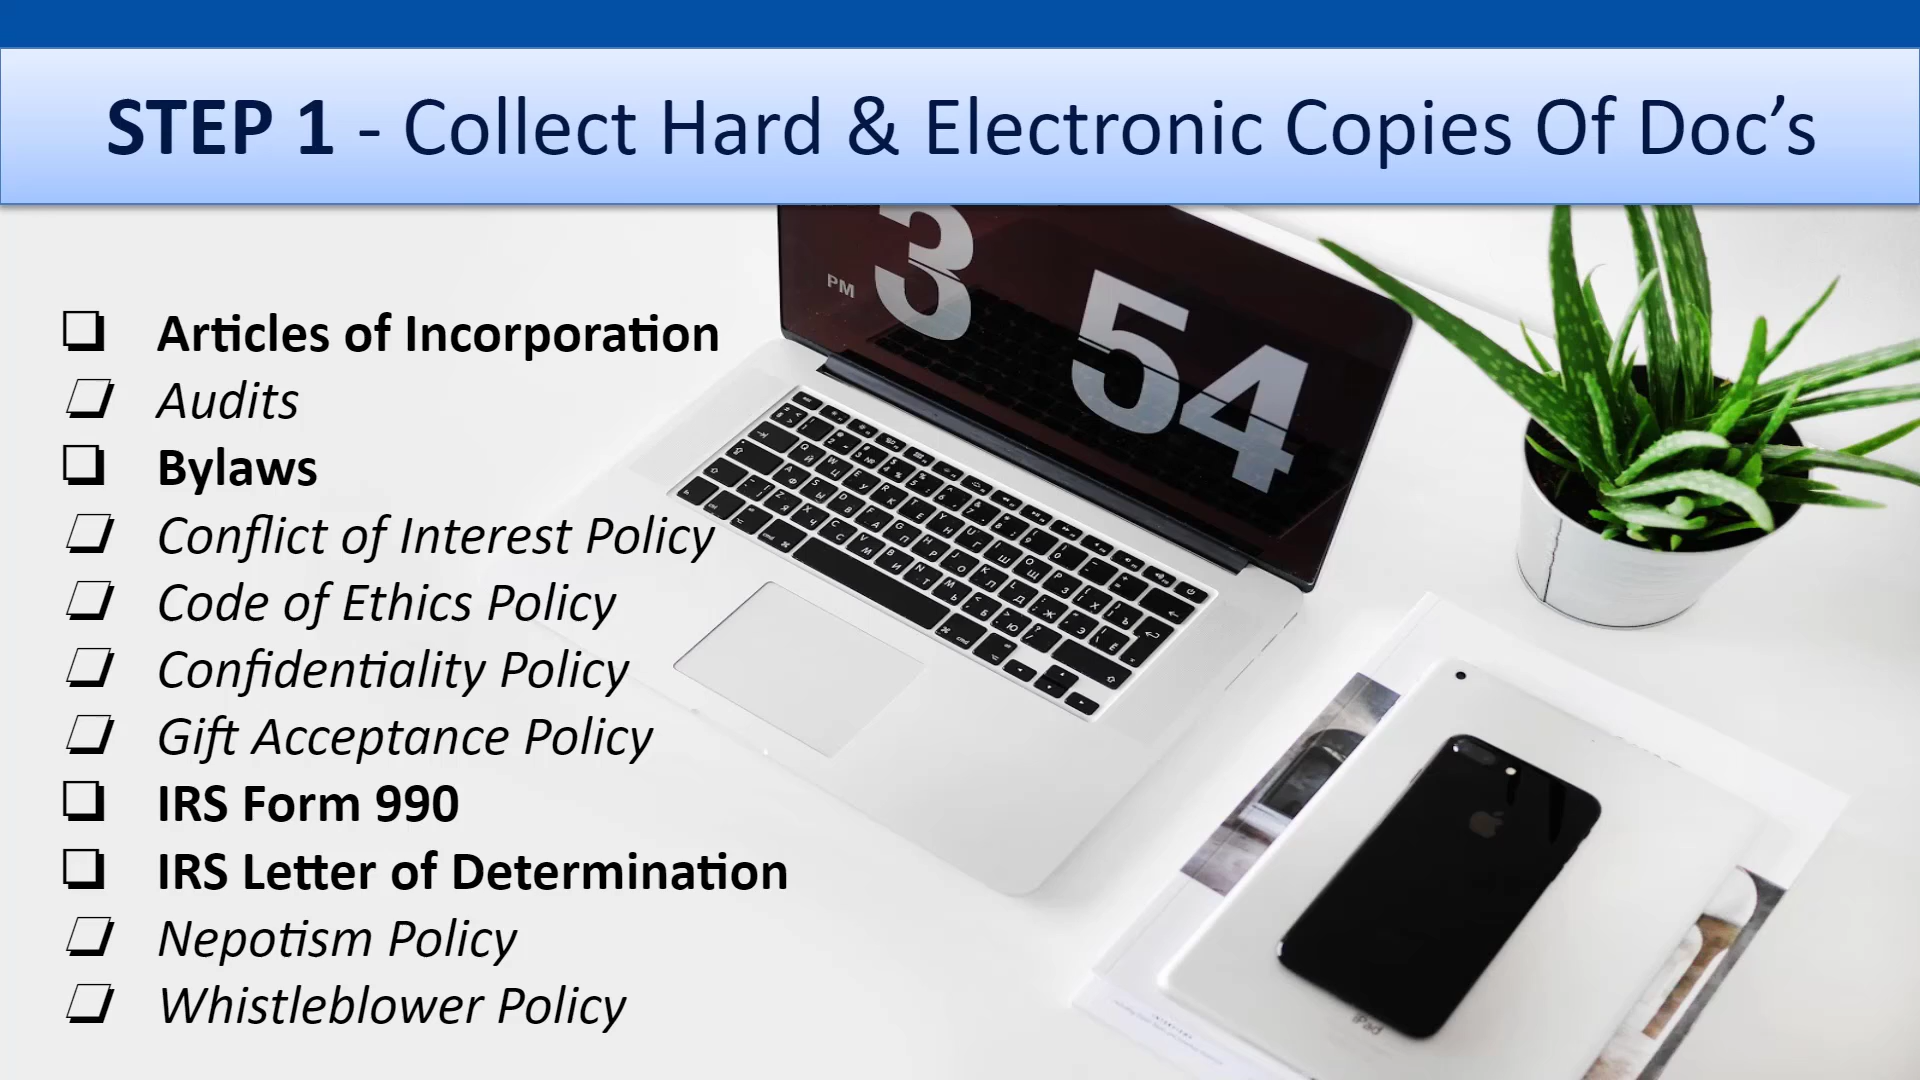 STEP 1 - Collect Hard & Electronic Copies Of Doc’s
PM 3 54
❑ Articles of Incorporation
❑ Audits
❑ Bylaws
❑ Conflict of Interest Policy
❑ Code of Ethics Policy
❑ Confidentiality Policy
❑ Gift Acceptance Policy
❑ IRS Form 990
❑ IRS Letter of Determination
❑ Nepotism Policy
❑ Whistleblower Policy
iPad